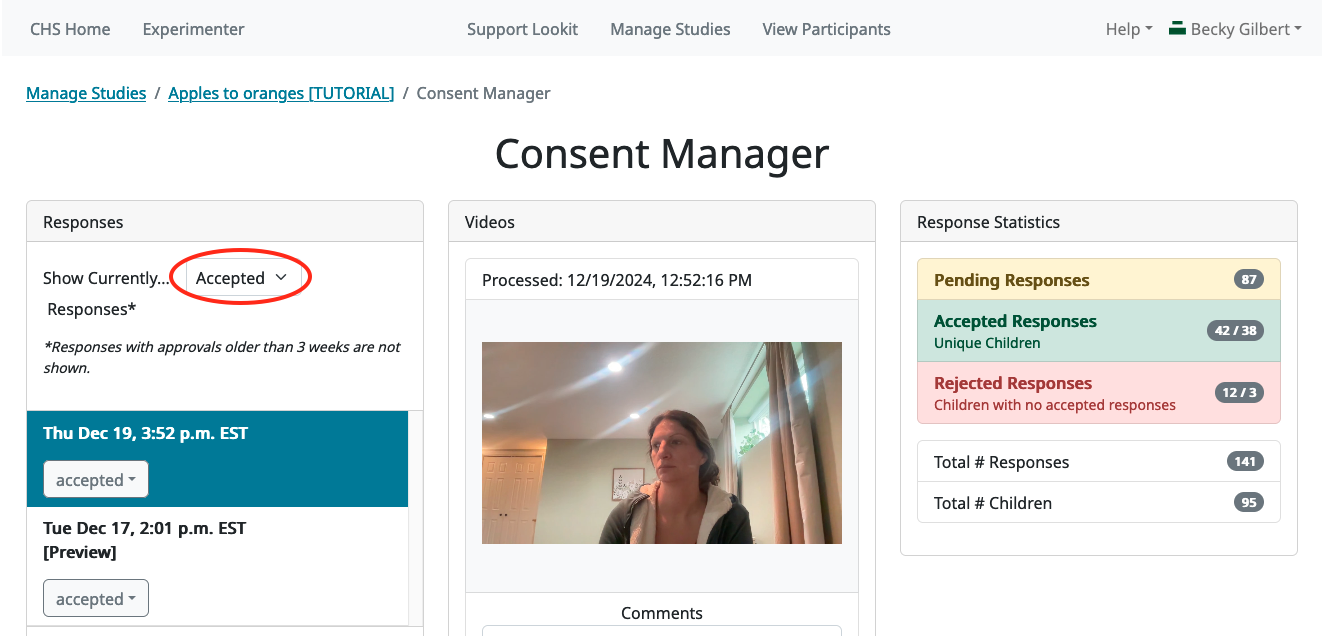 CHS Home Experimenter Support Lookit Manage Studies View Participants Help Becky Gilbert
Manage Studies / Apples to oranges [TUTORIAL] / Consent Manager
Consent Manager
Responses
Show Currently... Accepted
Responses*
*Responses with approvals older than 3 weeks are not
shown.
Thu Dec 19, 3:52 p.m. EST
accepted
Tue Dec 17, 2:01 p.m. EST
[Preview]
accepted
Videos
Processed: 12/19/2024, 12:52:16 PM
Comments
Response Statistics
Pending Responses 87
Accepted Responses 42 / 38
Unique Children
Rejected Responses 12 / 3
Children with no accepted responses
Total # Responses 141
Total # Children 95